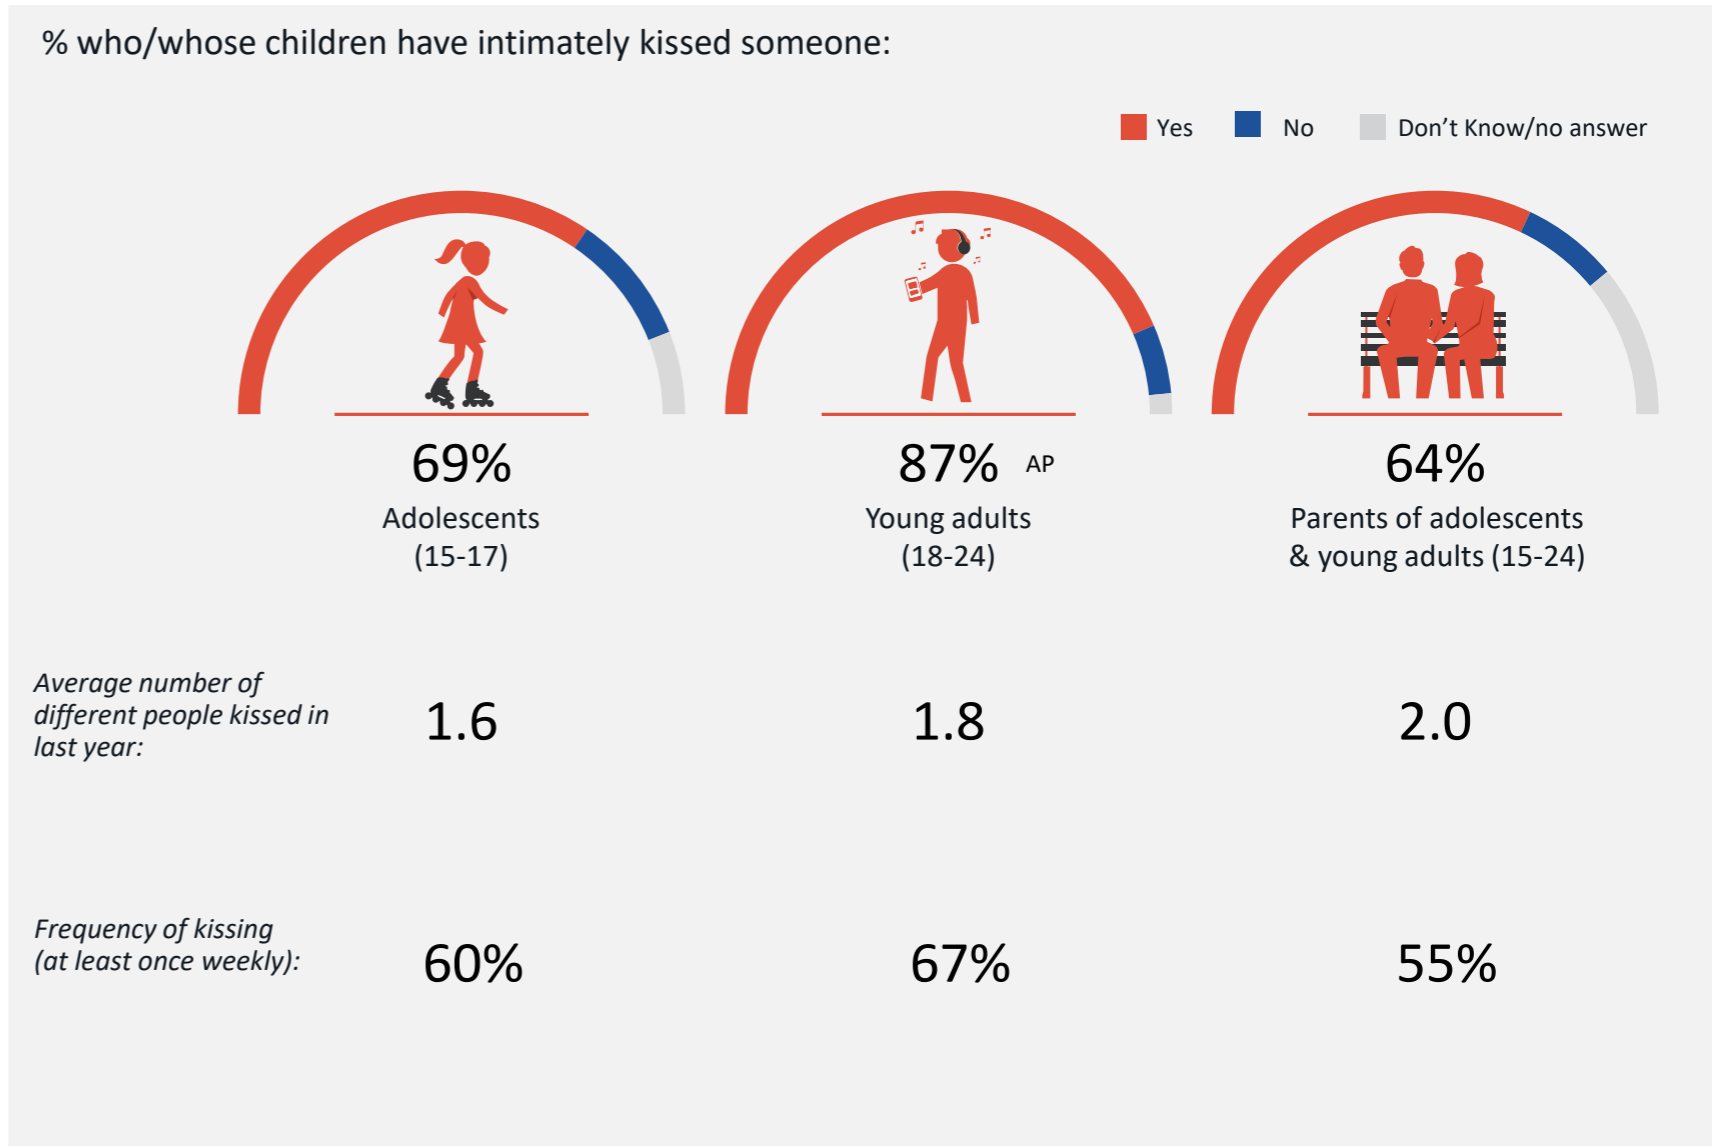 % who/whose children have intimately kissed someone:
Yes
No
Don't Know/no answer
69%
Adolescents
(15-17)
87% AP
Young adults
(18-24)
64%
Parents of adolescents
& young adults (15-24)
Average number of
different people kissed in
last year:
1.6
1.8
2.0
Frequency of kissing
(at least once weekly):
60%
67%
55%